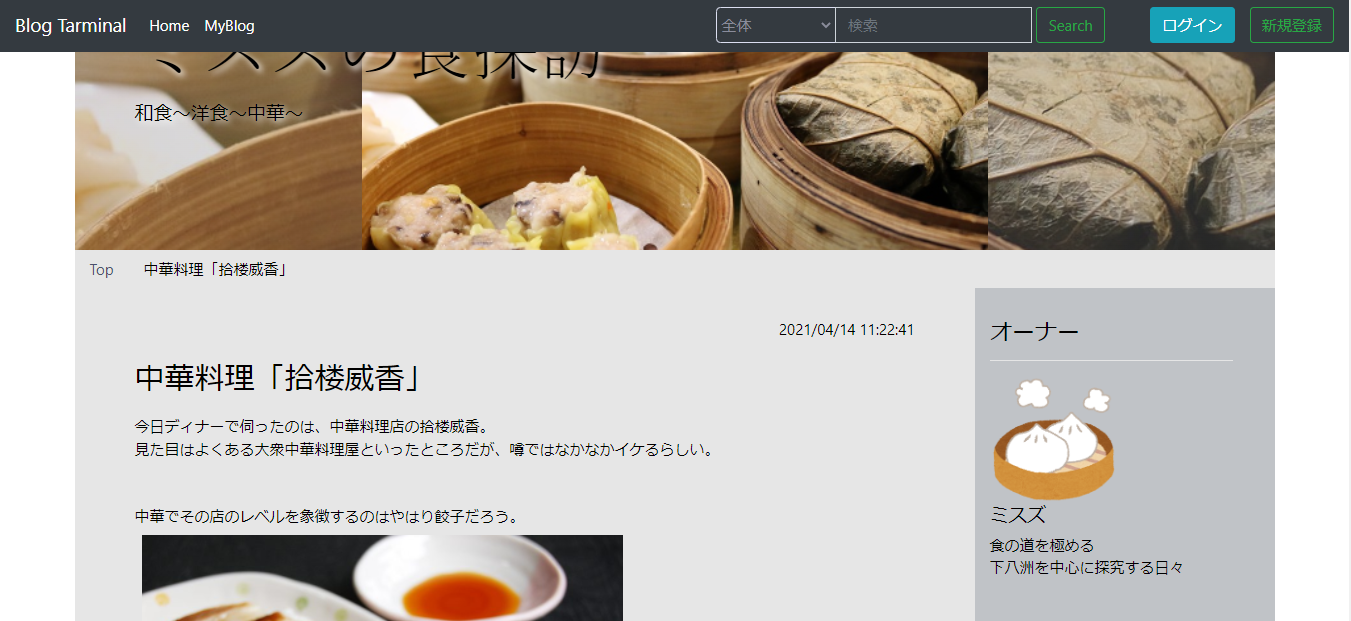 Blog Tarminal Home MyBlog 全体 検索 Search ログイン 新規登録
ミスズの食探訪
和食～洋食～中華～
Top 中華料理「拾楼威香」
2021/04/14 11:22:41
中華料理「拾楼威香」
今日ディナーで伺ったのは、中華料理店の拾楼威香。
見た目はよくある大衆中華料理屋といったところだが、噂ではなかなかイケるらしい。
中華でその店のレベルを象徴するのはやはり餃子だろう。
オーナー
ミスズ
食の道を極める
下八洲を中心に探究する日々